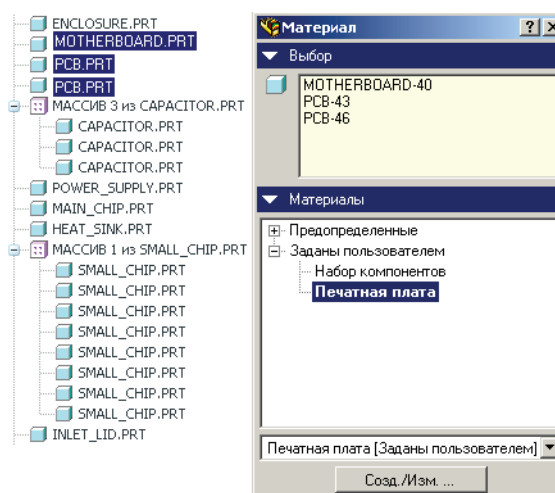 ENCLOSURE.PRT
MOTHERBOARD.PRT
PCB.PRT
PCB.PRT
МАССИВ 3 из CAPACITOR.PRT
CAPACITOR.PRT
CAPACITOR.PRT
CAPACITOR.PRT
POWER_SUPPLY.PRT
MAIN_CHIP.PRT
HEAT_SINK.PRT
МАССИВ 1 из SMALL_CHIP.PRT
SMALL_CHIP.PRT
SMALL_CHIP.PRT
SMALL_CHIP.PRT
SMALL_CHIP.PRT
SMALL_CHIP.PRT
SMALL_CHIP.PRT
SMALL_CHIP.PRT
SMALL_CHIP.PRT
INLET_LID.PRT
Материал
Выбор
MOTHERBOARD-40
PCB-43
PCB-46
Материалы
Предопределенные
Заданы пользователем
Набор компонентов
Печатная плата
Печатная плата [Заданы пользователем]
Созд./Изм. ...